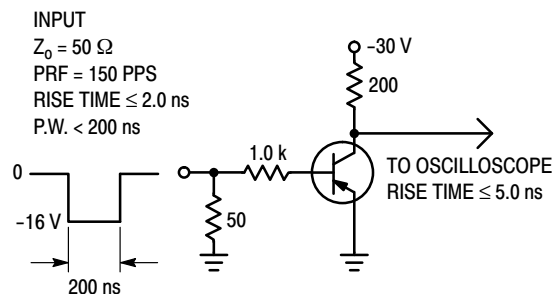 INPUT
Zo = 50 Ω
PRF = 150 PPS
RISE TIME ≤ 2.0 ns
P.W. < 200 ns
−30 V
200
1.0 k
TO OSCILLOSCOPE
RISE TIME ≤ 5.0 ns
0
50
−16 V
200 ns